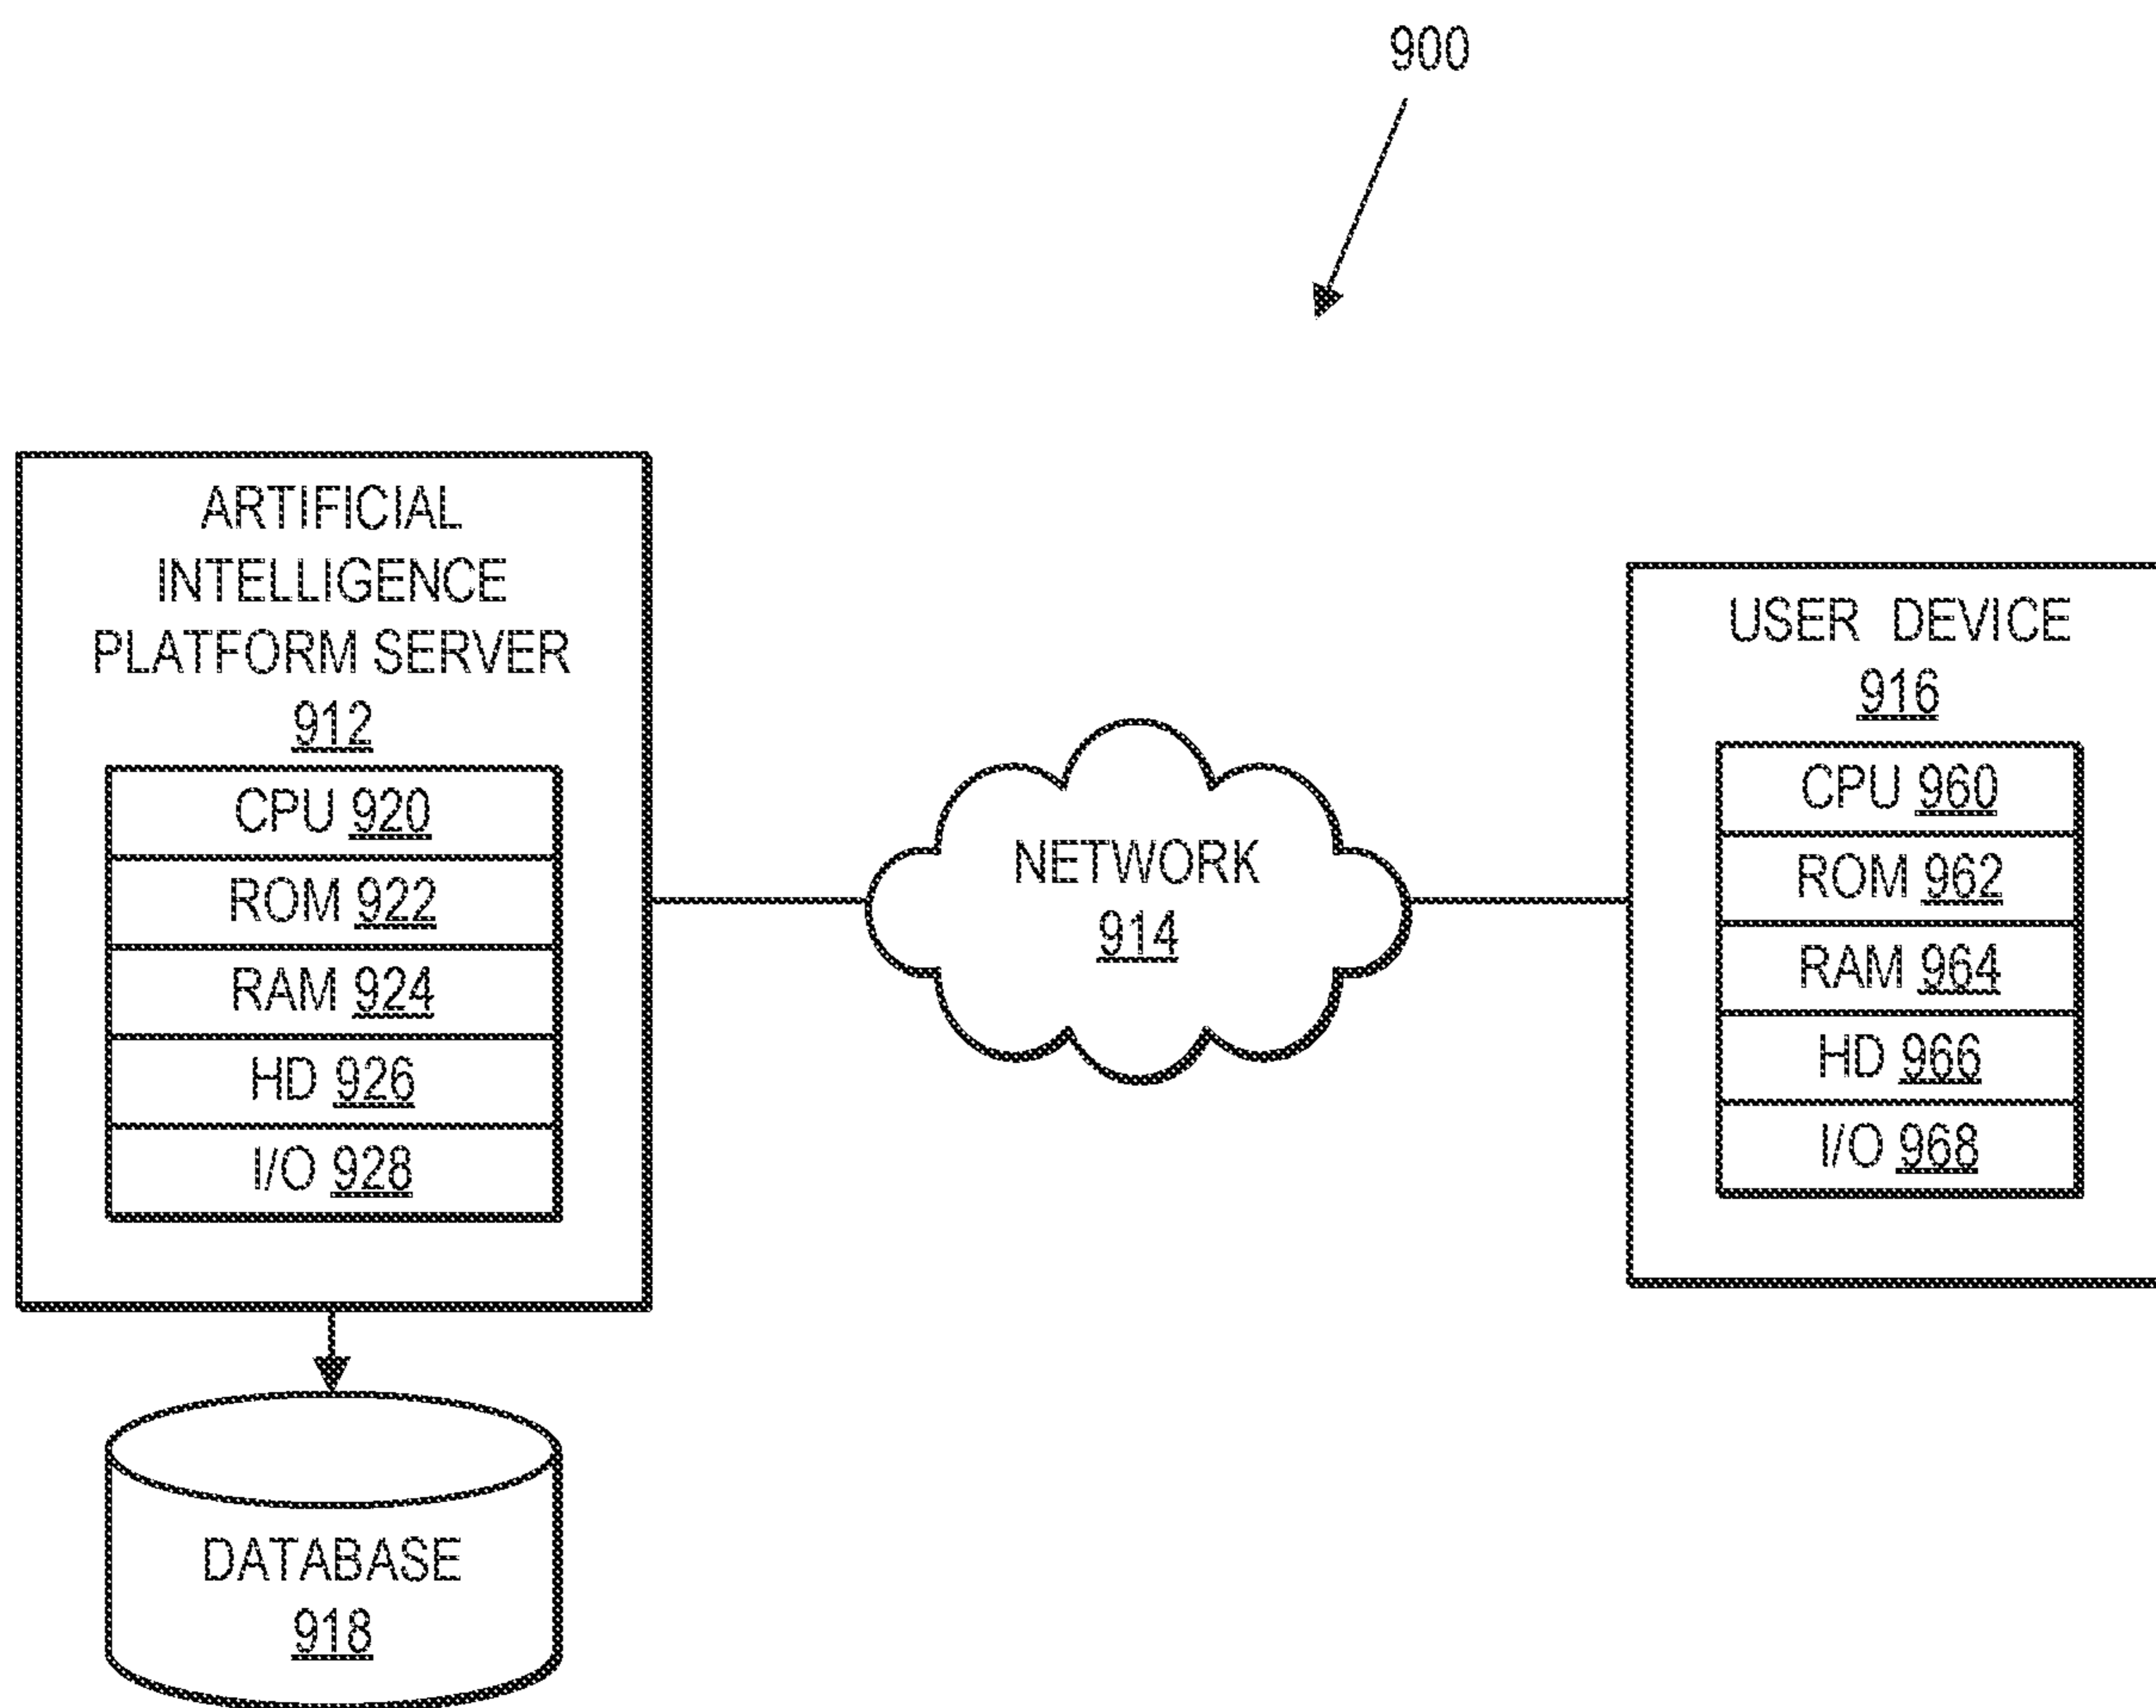 900
ARTIFICIAL
INTELLIGENCE
PLATFORM SERVER
912
CPU 920
ROM 922
RAM 924
HD 926
I/O 928
NETWORK
914
USER DEVICE
916
CPU 960
ROM 962
RAM 964
HD 966
I/O 968
DATABASE
918